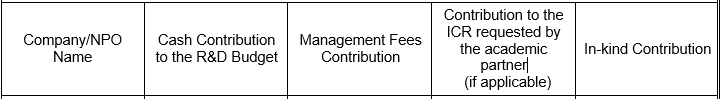 Company/NPO
Name
Cash Contribution
to the R&D Budget
Management Fees
Contribution
Contribution to the
ICR requested by
the academic
partner
(if applicable)
In-kind Contribution